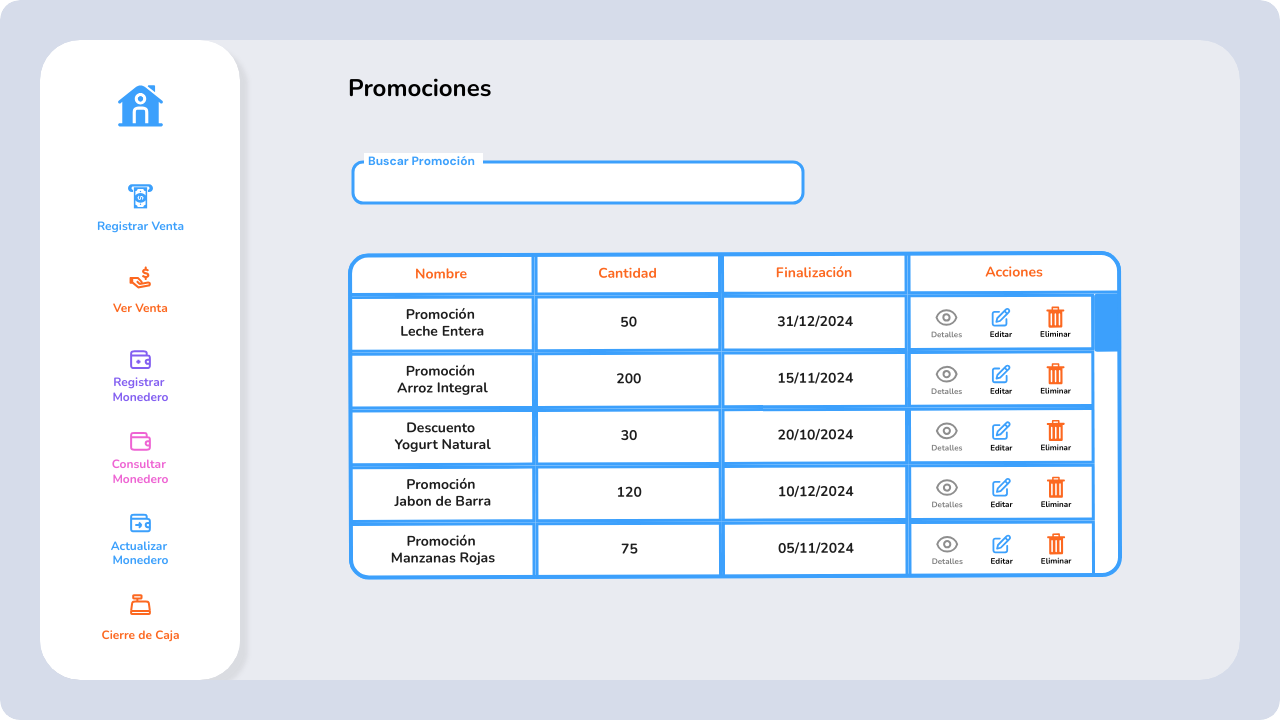 Promociones
Buscar Promoción
Registrar Venta
Ver Venta
Registrar
Monedero
Consultar
Monedero
Actualizar
Monedero
Cierre de Caja
Nombre Cantidad Finalización Acciones
Promoción
Leche Entera
50
31/12/2024
Detalles Editar Eliminar
Promoción
Arroz Integral
200
15/11/2024
Detalles Editar Eliminar
Descuento
Yogurt Natural
30
20/10/2024
Detalles Editar Eliminar
Promoción
Jabon de Barra
120
10/12/2024
Detalles Editar Eliminar
Promoción
Manzanas Rojas
75
05/11/2024
Detalles Editar Eliminar